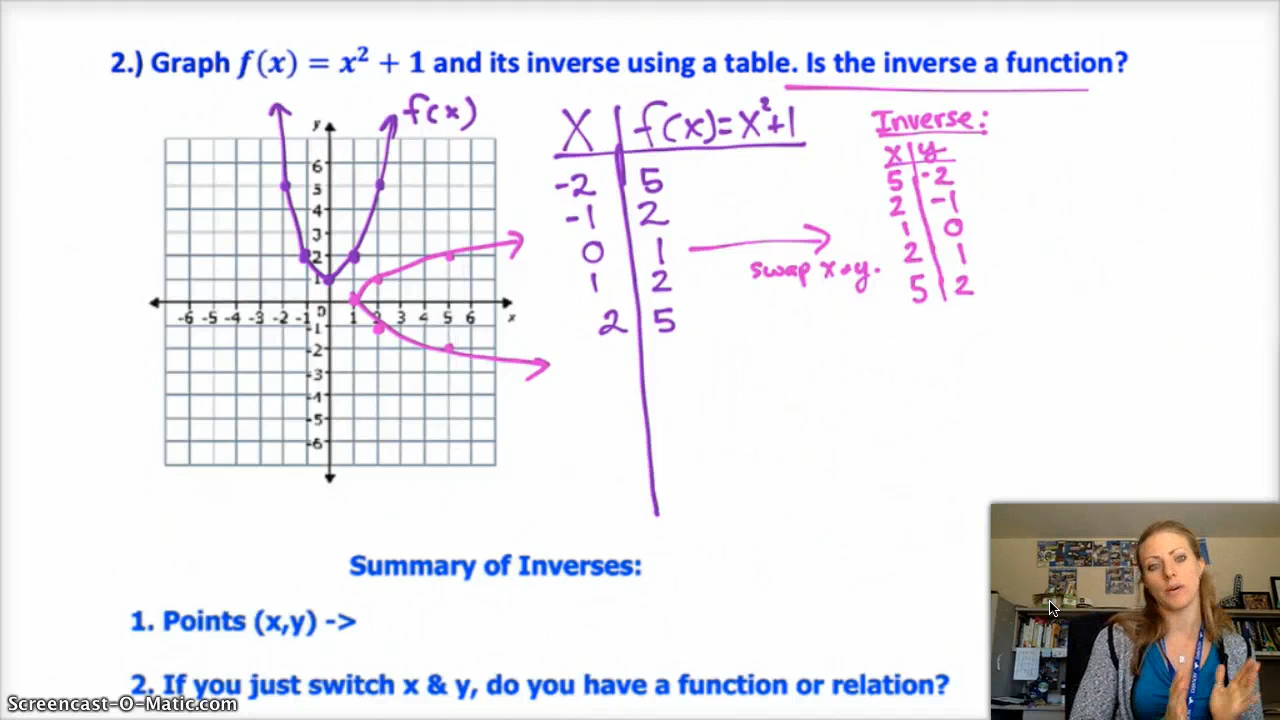 2.) Graph f(x) = x² + 1 and its inverse using a table. Is the inverse a function?
f(x)
y
6
5
4
3
2
1
-6 -5 -4 -3 -2 -1 0 1 2 3 4 5 6 x
-1
-2
-3
-4
-5
-6
X f(x)=x²+1
-2 5
-1 2
0 1
1 2
2 5
swap x + y.
Inverse:
x y
5 -2
2 -1
1 0
2 1
5 2
Summary of Inverses:
1. Points (x,y) ->
2. If you just switch x & y, do you have a function or relation?
Screencast-O-Matic.com